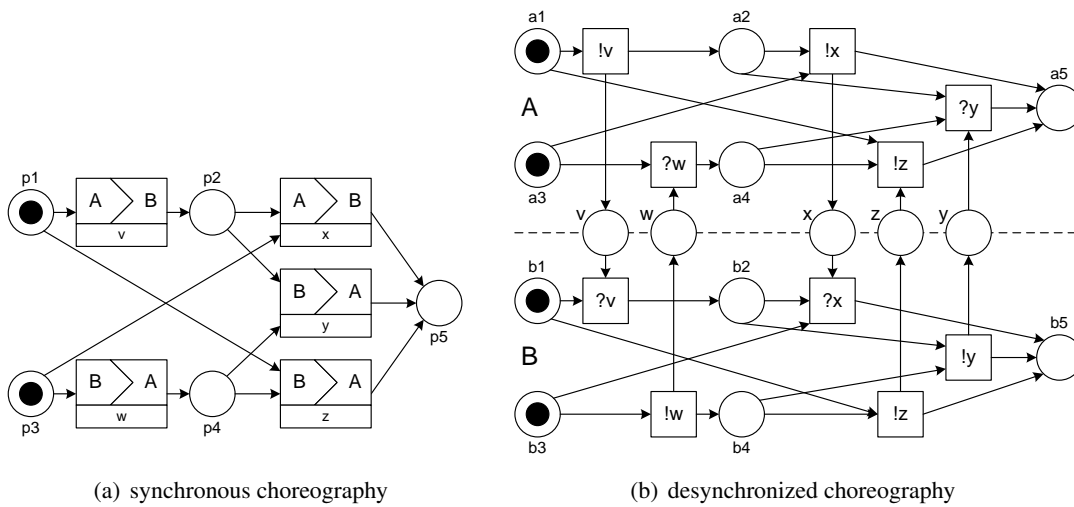 p1
A B
v
p2
A B
x
B A
y
p5
p3
B A
w
p4
B A
z
(a) synchronous choreography
a1
!v
a2
!x
a5
?y
A
a3
?w
a4
!z
v
w
x
z
y
b1
?v
b2
?x
b5
!y
B
b3
!w
b4
!z
(b) desynchronized choreography